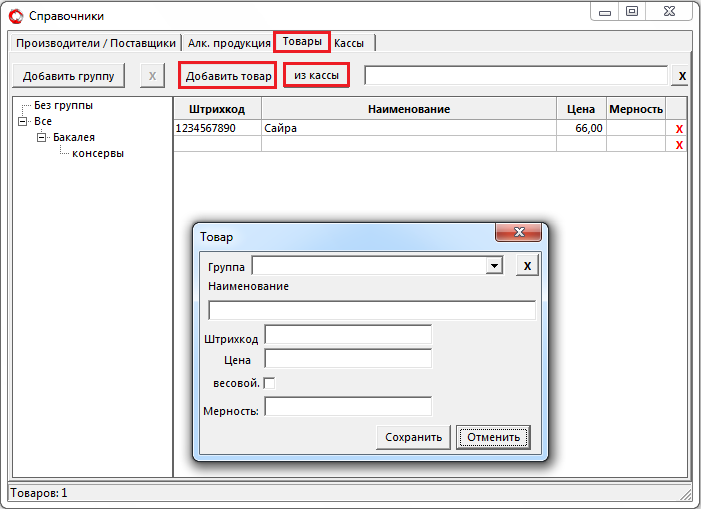 Справочники
Производители / Поставщики Алк. продукция Товары Кассы
Добавить группу X Добавить товар из кассы X
Без группы
Все
Бакалея
консервы
Штрихкод Наименование Цена Мерность
1234567890 Сайра 66,00 X
X
Товар
Группа X
Наименование
Штрихкод
Цена
весовой.
Мерность:
Сохранить Отменить
Товаров: 1